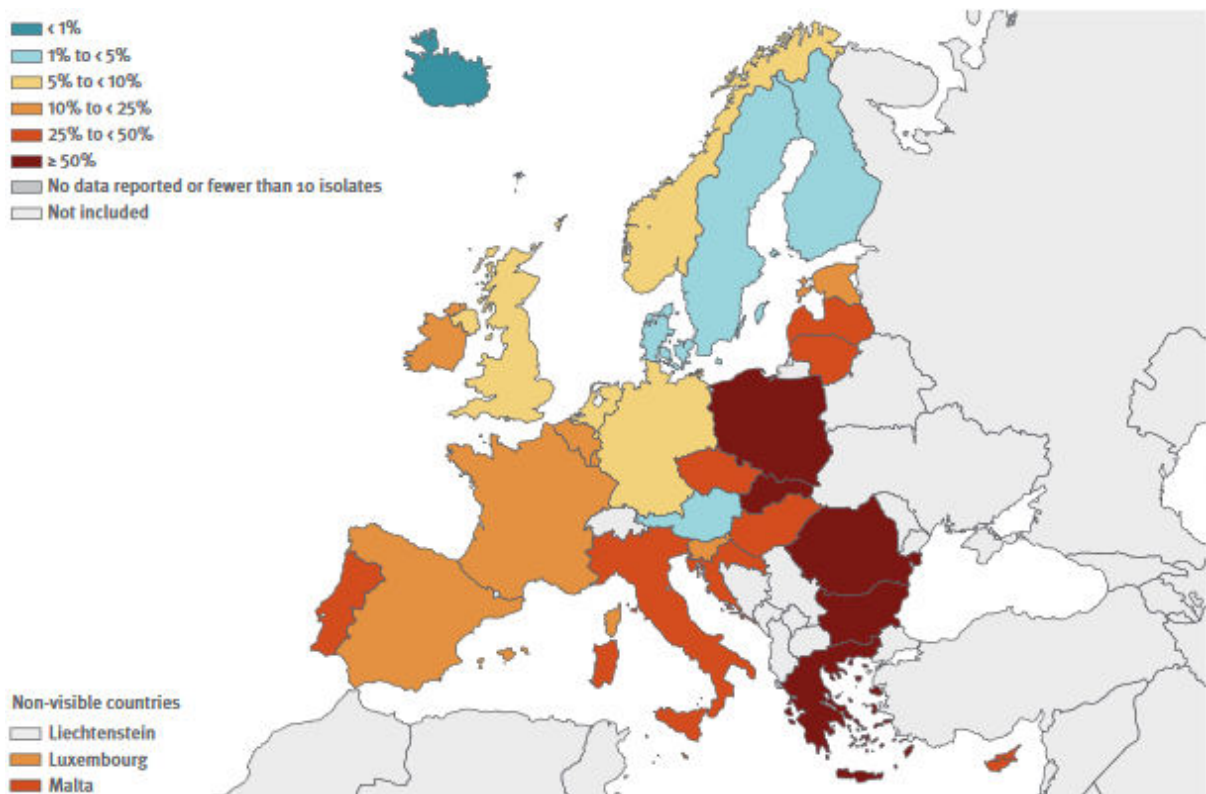 < 1%
1% to < 5%
5% to < 10%
10% to < 25%
25% to < 50%
≥ 50%
No data reported or fewer than 10 isolates
Not included
Non-visible countries
Liechtenstein
Luxembourg
Malta